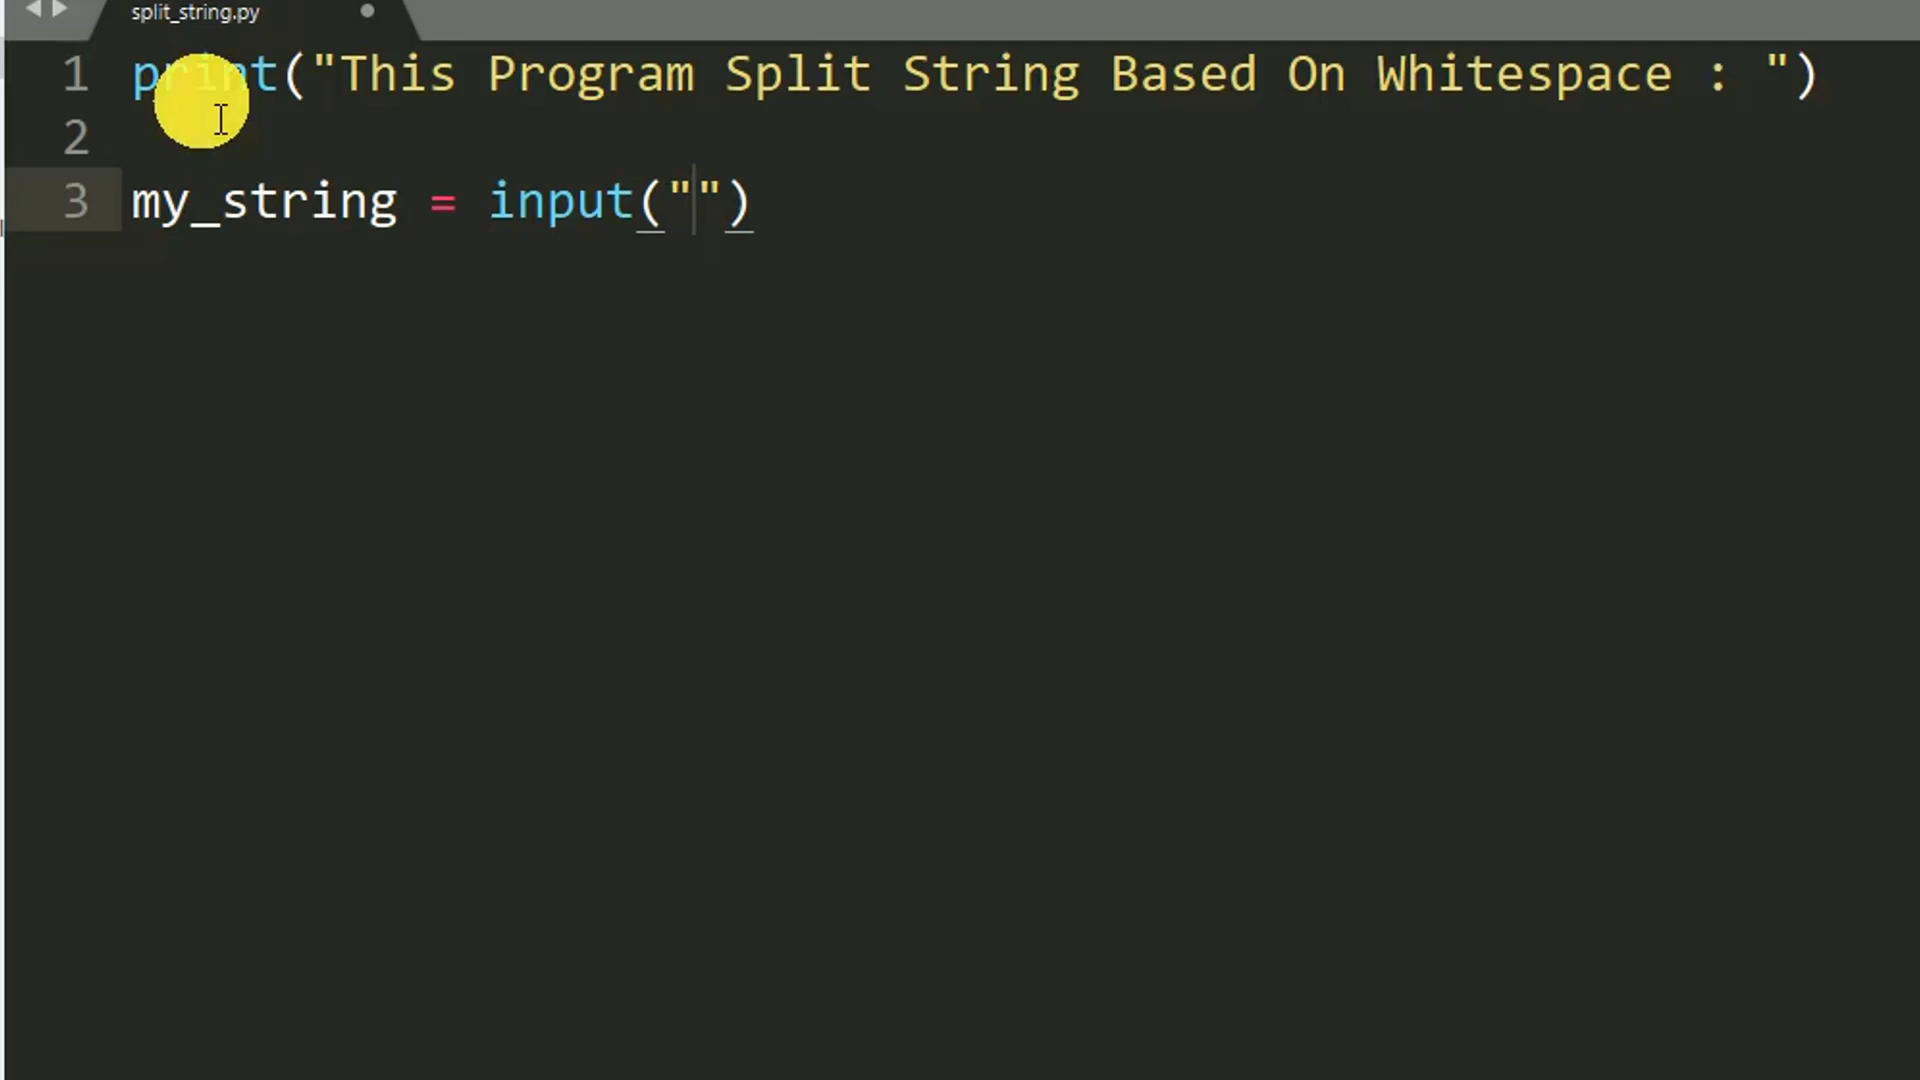 split_string.py
1 print("This Program Split String Based On Whitespace : ")
2
3 my_string = input("")